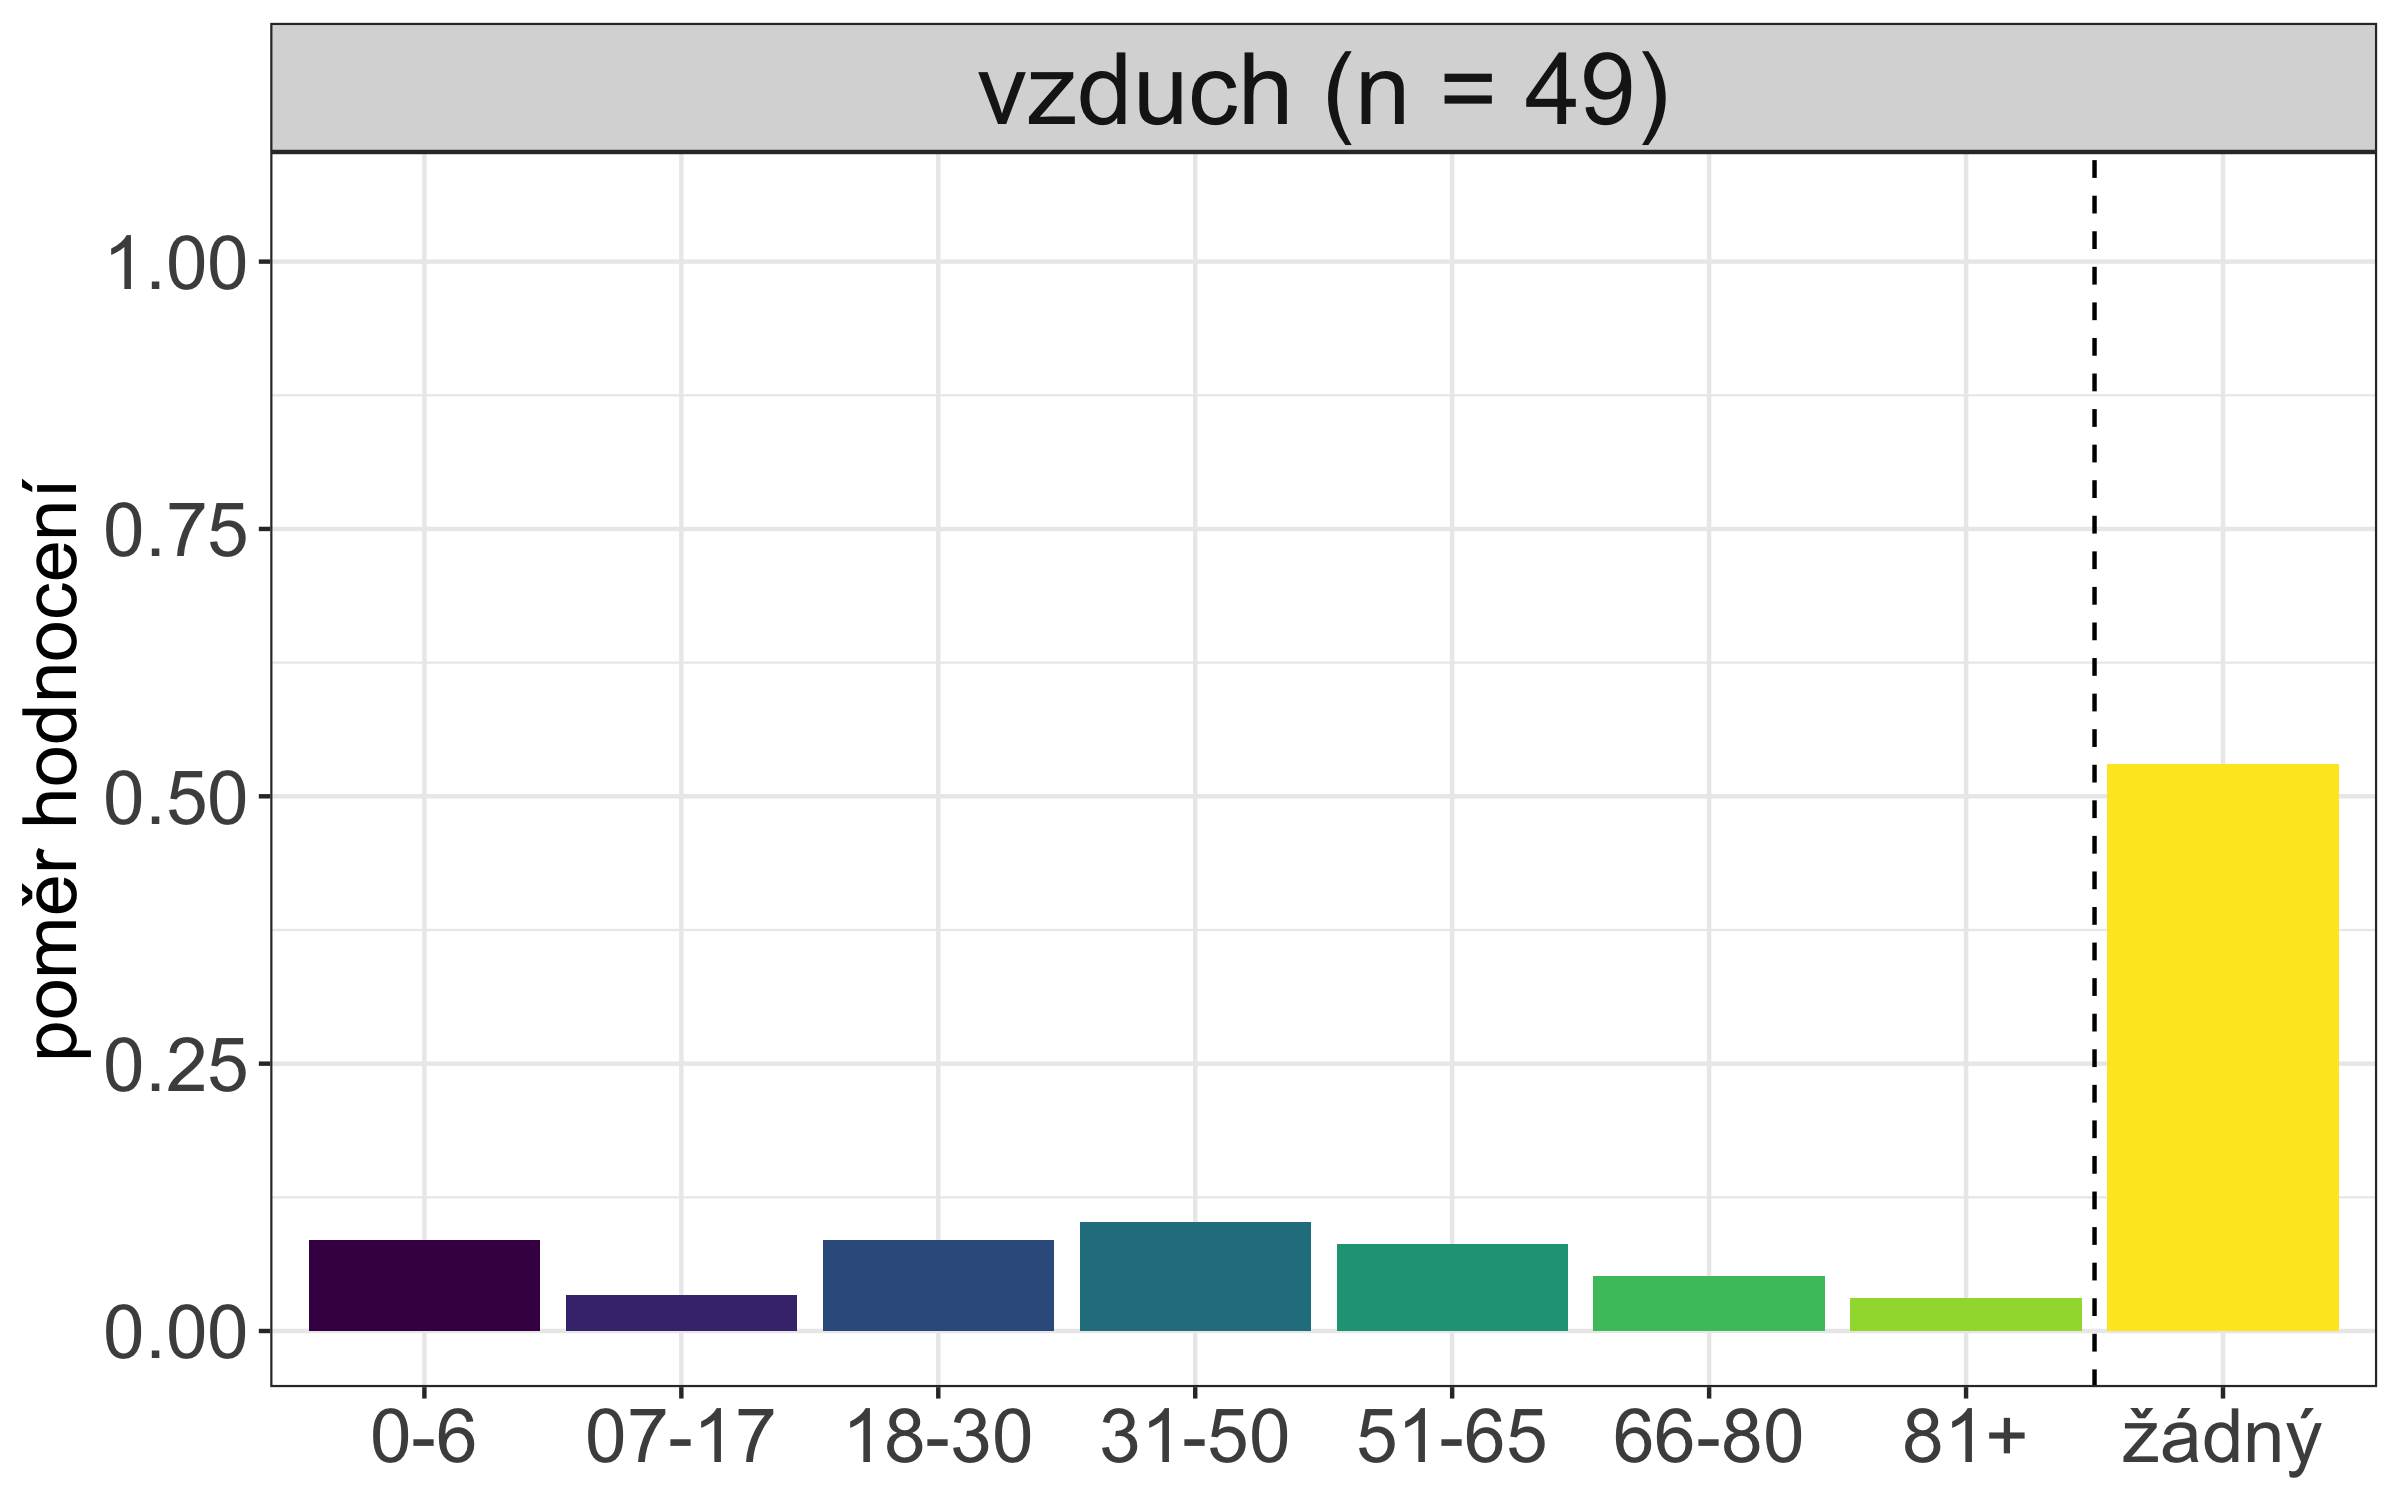 vzduch (n = 49)
poměr hodnocení
1.00
0.75
0.50
0.25
0.00
0-6 07-17 18-30 31-50 51-65 66-80 81+ žádný